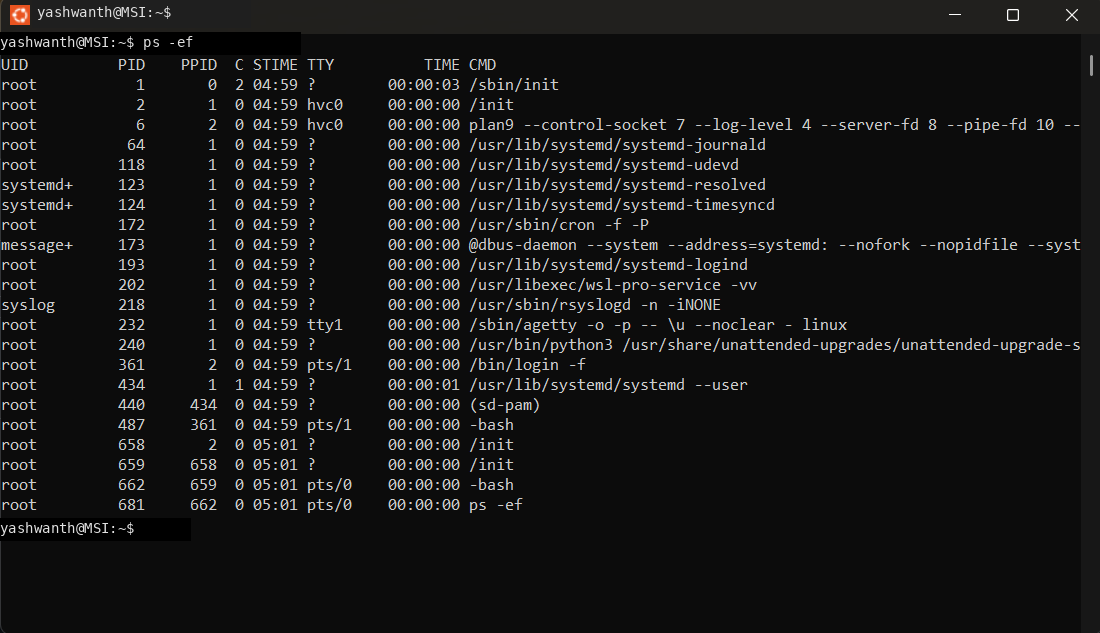 yashwanth@MSI:~$
yashwanth@MSI:~$ ps -ef
UID          PID    PPID  C STIME TTY          TIME CMD
root           1       0  2 04:59 ?        00:00:03 /sbin/init
root           2       1  0 04:59 hvc0     00:00:00 /init
root           6       2  0 04:59 hvc0     00:00:00 plan9 --control-socket 7 --log-level 4 --server-fd 8 --pipe-fd 10 --
root          64       1  0 04:59 ?        00:00:00 /usr/lib/systemd/systemd-journald
root         118       1  0 04:59 ?        00:00:00 /usr/lib/systemd/systemd-udevd
systemd+     123       1  0 04:59 ?        00:00:00 /usr/lib/systemd/systemd-resolved
systemd+     124       1  0 04:59 ?        00:00:00 /usr/lib/systemd/systemd-timesyncd
root         172       1  0 04:59 ?        00:00:00 /usr/sbin/cron -f -P
message+     173       1  0 04:59 ?        00:00:00 @dbus-daemon --system --address=systemd: --nofork --nopidfile --syst
root         193       1  0 04:59 ?        00:00:00 /usr/lib/systemd/systemd-logind
root         202       1  0 04:59 ?        00:00:00 /usr/libexec/wsl-pro-service -vv
syslog       218       1  0 04:59 ?        00:00:00 /usr/sbin/rsyslogd -n -iNONE
root         232       1  0 04:59 tty1     00:00:00 /sbin/agetty -o -p -- \u --noclear - linux
root         240       1  0 04:59 ?        00:00:00 /usr/bin/python3 /usr/share/unattended-upgrades/unattended-upgrade-s
root         361       2  0 04:59 pts/1    00:00:00 /bin/login -f
root         434       1  1 04:59 ?        00:00:01 /usr/lib/systemd/systemd --user
root         440     434  0 04:59 ?        00:00:00 (sd-pam)
root         487     361  0 04:59 pts/1    00:00:00 -bash
root         658       2  0 05:01 ?        00:00:00 /init
root         659     658  0 05:01 ?        00:00:00 /init
root         662     659  0 05:01 pts/0    00:00:00 -bash
root         681     662  0 05:01 pts/0    00:00:00 ps -ef
yashwanth@MSI:~$